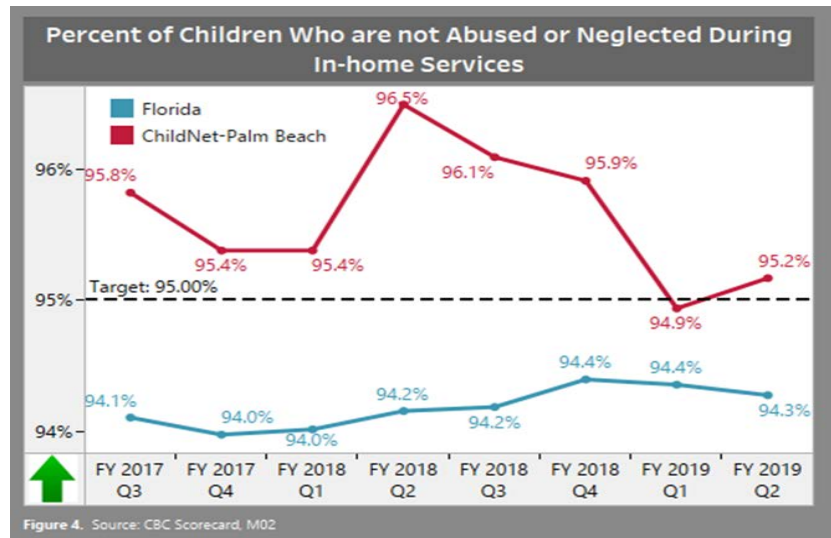 Percent of Children Who are not Abused or Neglected During
In-home Services
Florida
ChildNet-Palm Beach
96%
95%
94%
Target: 95.00%
95.8%
95.4%
95.4%
96.5%
96.1%
95.9%
94.9%
95.2%
94.1%
94.0%
94.0%
94.2%
94.2%
94.4%
94.4%
94.3%
FY 2017 FY 2017 FY 2018 FY 2018 FY 2018 FY 2018 FY 2019 FY 2019
Q3 Q4 Q1 Q2 Q3 Q4 Q1 Q2
Figure 4. Source: CBC Scorecard, M02